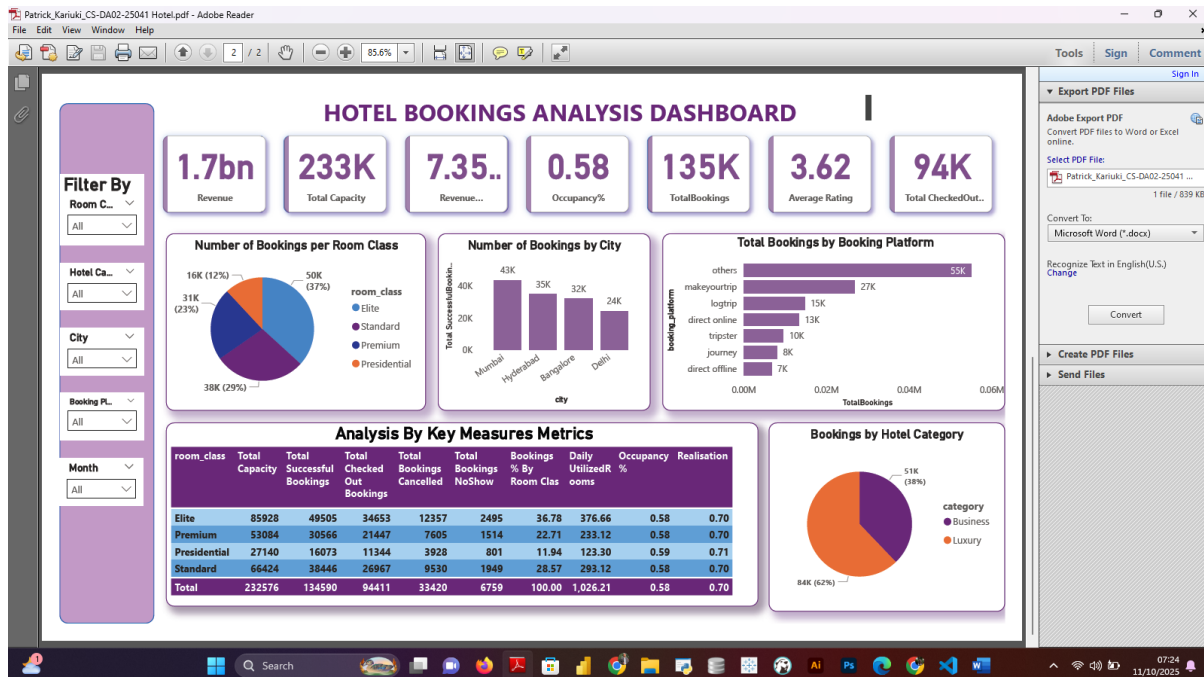 Patrick_Kariuki_CS-DA02-25041 Hotel.pdf - Adobe Reader
File Edit View Window Help
2 / 2 85.6% Tools Sign Comment
Sign In
Export PDF Files
Adobe Export PDF
Convert PDF files to Word or Excel
online.
Select PDF File:
Patrick_Kariuki_CS-DA02-25041 ...
1 file / 839 KB
Convert To:
Microsoft Word (*.docx)
Recognize Text in English(U.S.)
Change
Convert
Create PDF Files
Send Files
HOTEL BOOKINGS ANALYSIS DASHBOARD
Filter By
Room C...
All
Hotel Ca...
All
City
All
Booking Pl...
All
Month
All
1.7bn
Revenue
233K
Total Capacity
7.35..
Revenue...
0.58
Occupancy%
135K
TotalBookings
3.62
Average Rating
94K
Total CheckedOut..
Number of Bookings per Room Class
16K (12%)
50K
(37%)
31K
(23%)
38K (29%)
room_class
Elite
Standard
Premium
Presidential
Number of Bookings by City
Total SuccessfulBookin...
40K
20K
0K
43K
35K
32K
24K
Mumbai
Hyderabad
Bangalore
Delhi
city
Total Bookings by Booking Platform
booking_platform
others 55K
makeyourtrip 27K
logtrip 15K
direct online 13K
tripster 10K
journey 8K
direct offline 7K
0.00M 0.02M 0.04M 0.06M
TotalBookings
Analysis By Key Measures Metrics
room_class Total Total Total Total Total Bookings Daily Occupancy Realisation
Capacity Successful Checked Bookings Bookings % By UtilizedR %
Bookings Out Cancelled NoShow Room Clas ooms
Bookings
Elite 85928 49505 34653 12357 2495 36.78 376.66 0.58 0.70
Premium 53084 30566 21447 7605 1514 22.71 233.12 0.58 0.70
Presidential 27140 16073 11344 3928 801 11.94 123.30 0.59 0.71
Standard 66424 38446 26967 9530 1949 28.57 293.12 0.58 0.70
Total 232576 134590 94411 33420 6759 100.00 1,026.21 0.58 0.70
Bookings by Hotel Category
51K
(38%)
84K (62%)
category
Business
Luxury
1
Search
Ai
Ps
07:24
11/10/2025